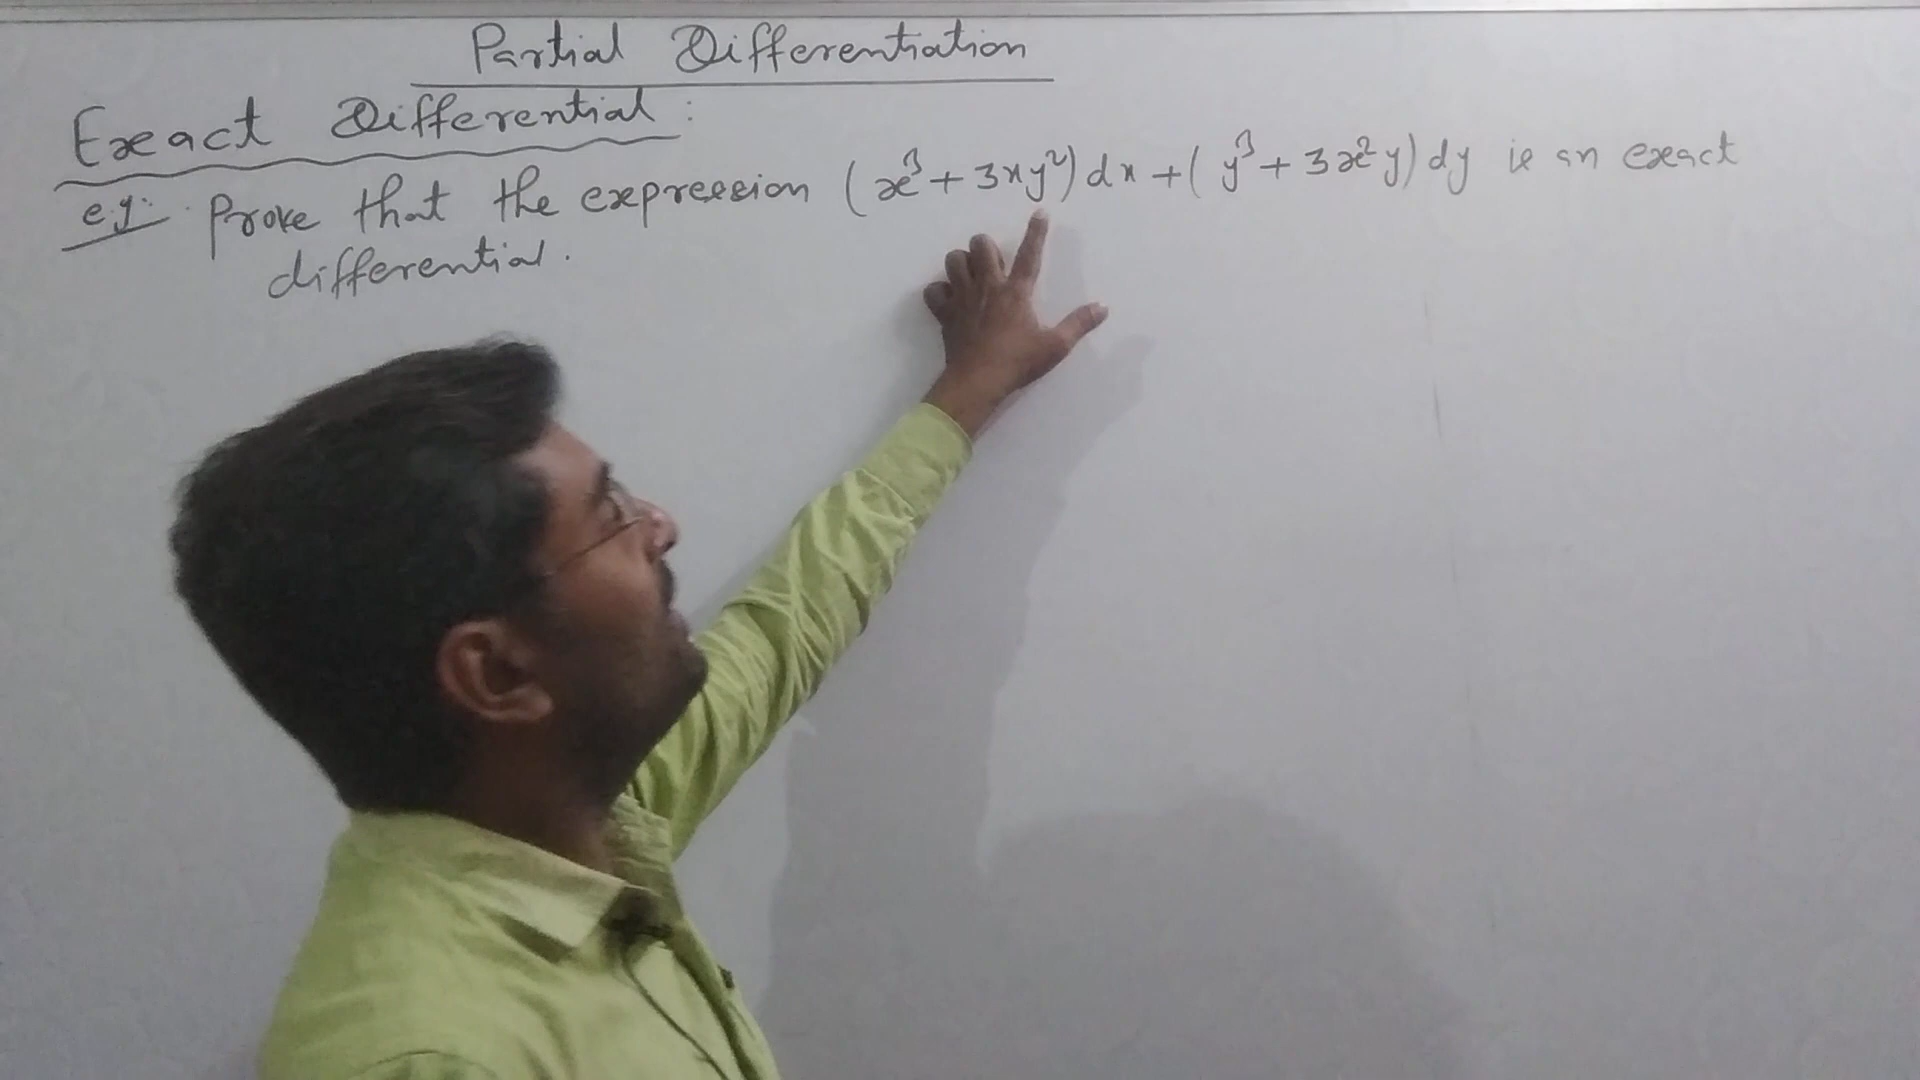 Partial Differentiation
Exact Differential :
e.g. Prove that the expression (x³ + 3xy²) dx + (y³ + 3x²y) dy is an exact
differential.